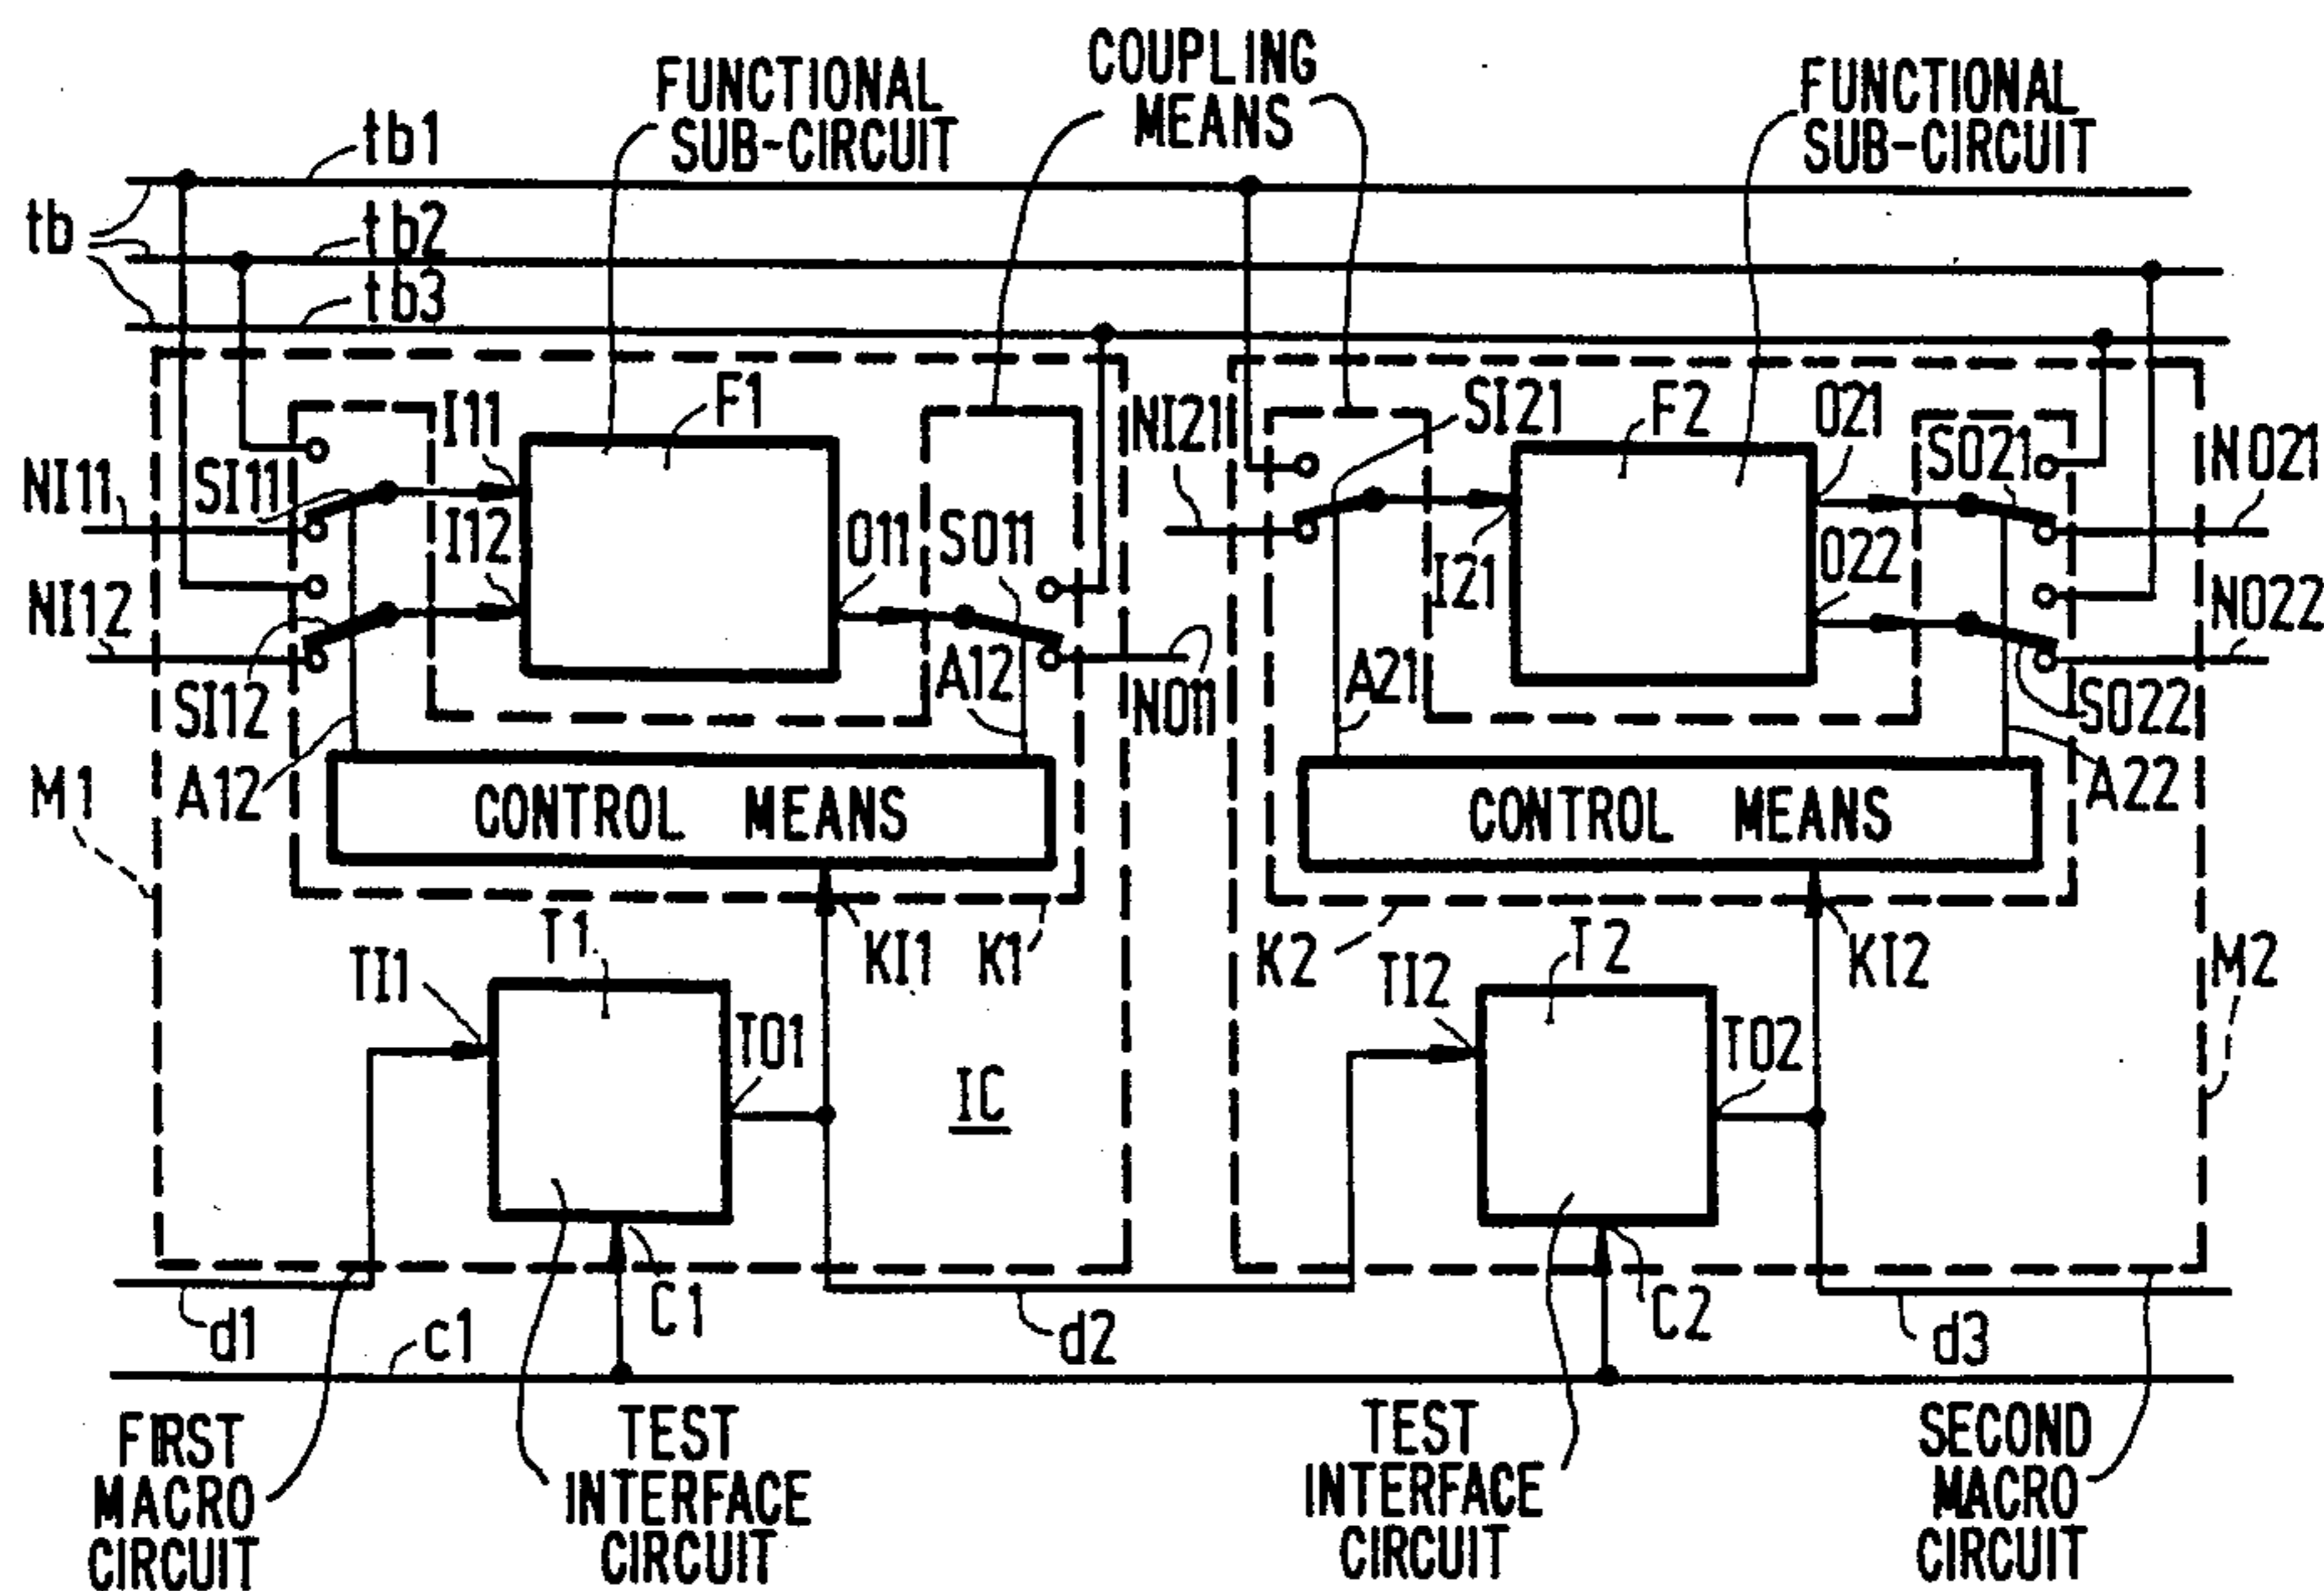 COUPLING
MEANS
FUNCTIONAL
SUB-CIRCUIT
FUNCTIONAL
SUB-CIRCUIT
tb1
tb
tb2
tb3
I11
F1
NI21
SI21
F2
O21
NI11
SI11
SO21
NO21
I12
O11
SO11
O22
NI12
I21
NO22
SI12
A12
NO11
A21
SO22
M1
A12
CONTROL MEANS
CONTROL MEANS
A22
T1
KI1
K1
K2
T2
KI2
M2
TI1
TI2
TO1
TO2
IC
d1
c1
C1
d2
C2
d3
FIRST
MACRO
CIRCUIT
TEST
INTERFACE
CIRCUIT
TEST
INTERFACE
CIRCUIT
SECOND
MACRO
CIRCUIT